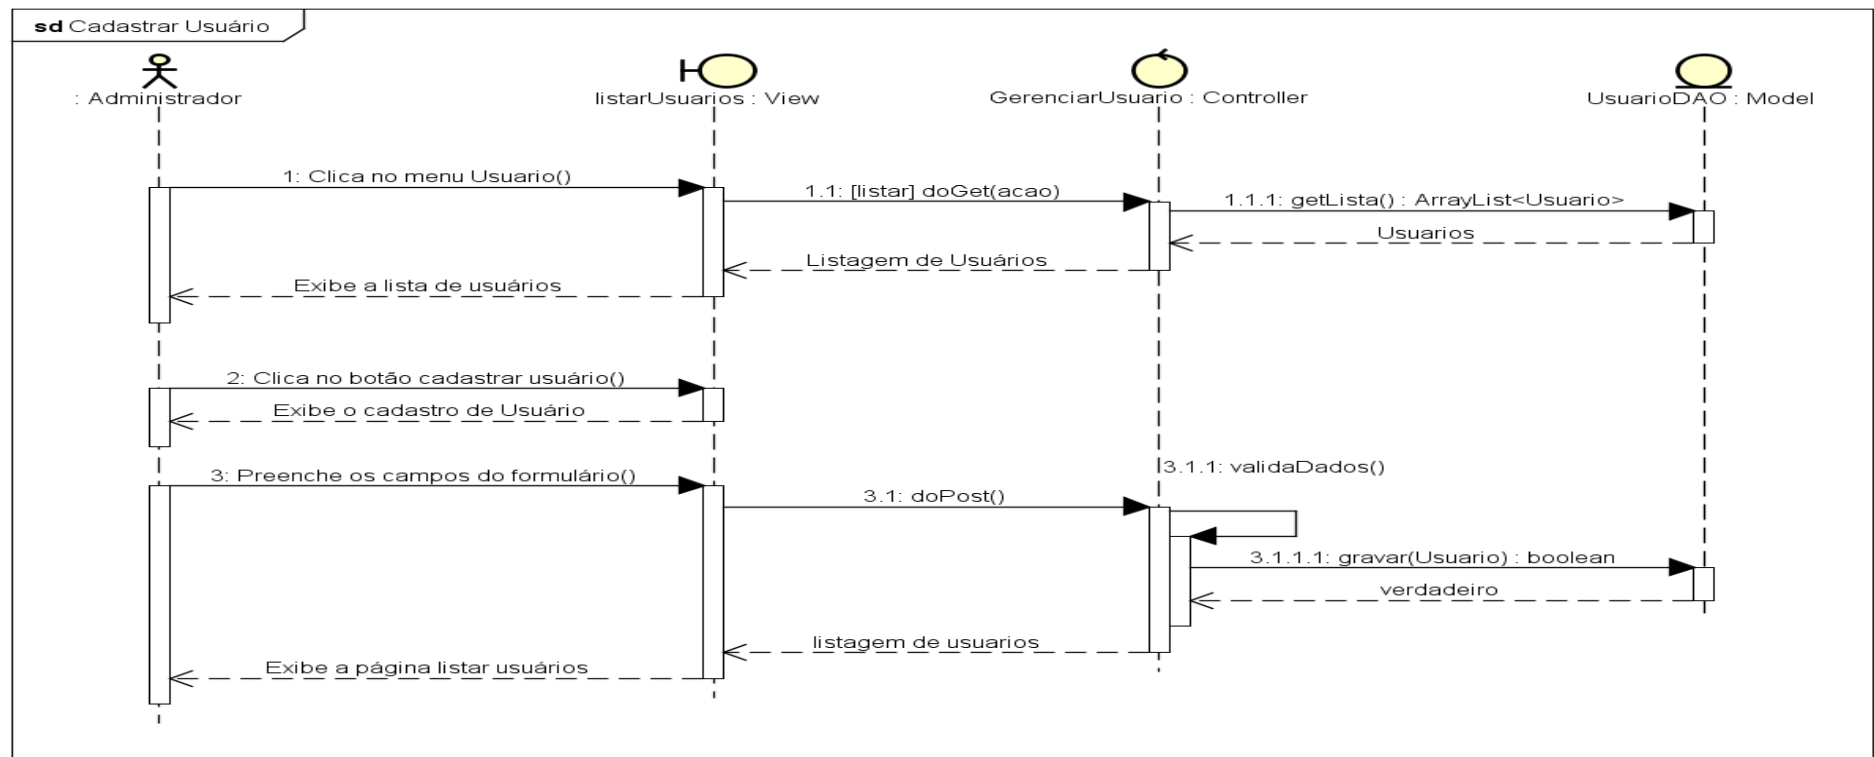 sd Cadastrar Usuário
: Administrador
listarUsuarios : View
GerenciarUsuario : Controller
UsuarioDAO : Model
1: Clica no menu Usuario()
1.1: [listar] doGet(acao)
1.1.1: getLista() : ArrayList<Usuario>
Usuarios
Listagem de Usuários
Exibe a lista de usuários
2: Clica no botão cadastrar usuário()
Exibe o cadastro de Usuário
3: Preenche os campos do formulário()
3.1: doPost()
3.1.1: validaDados()
3.1.1.1: gravar(Usuario) : boolean
verdadeiro
listagem de usuarios
Exibe a página listar usuários